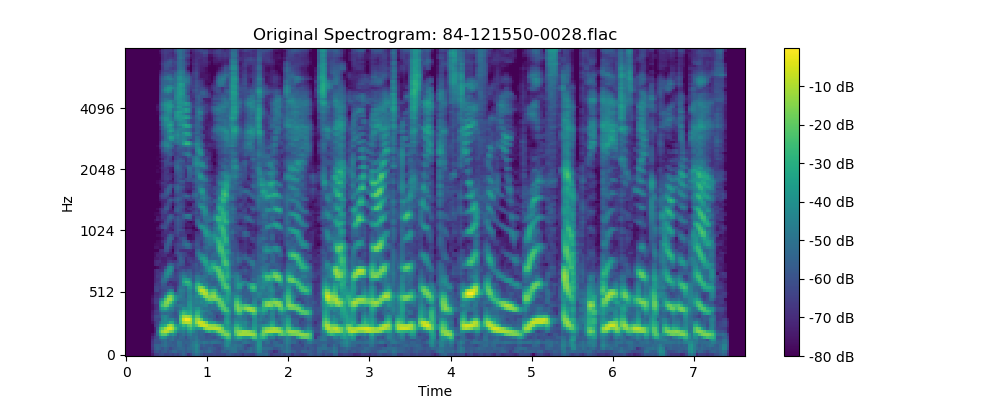 Original Spectrogram: 84-121550-0028.flac
Hz
4096
2048
1024
512
0
0 1 2 3 4 5 6 7
Time
-10 dB
-20 dB
-30 dB
-40 dB
-50 dB
-60 dB
-70 dB
-80 dB